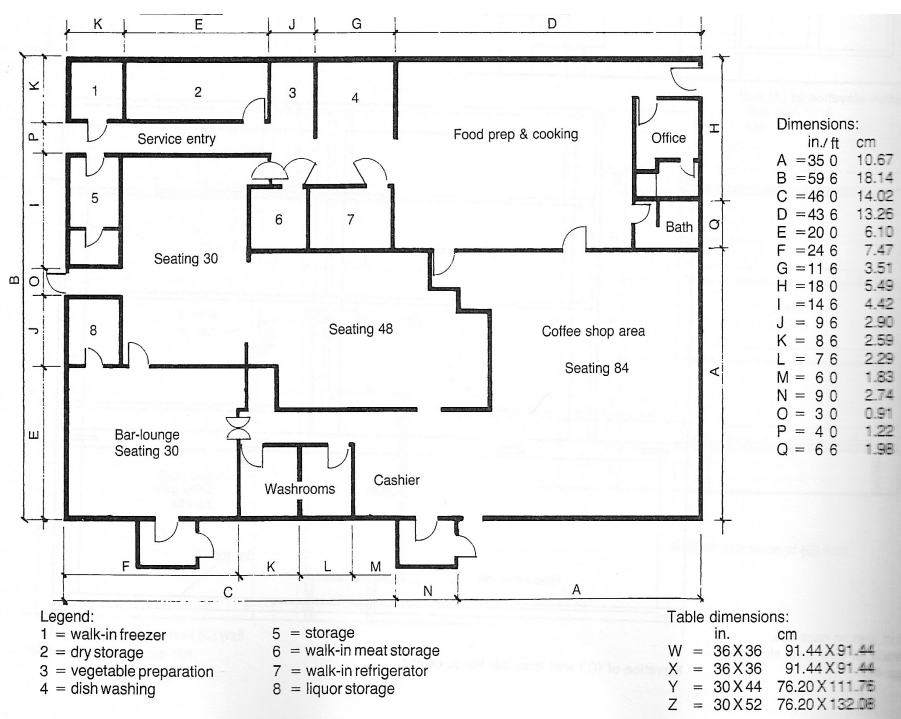 K E J G D
K P I O J E
B
1
2
3
4
Service entry
Food prep & cooking
Office
H
Q
A
5
6
7
Bath
Seating 30
Seating 48
Coffee shop area
Seating 84
8
Bar-lounge
Seating 30
Washrooms
Cashier
F K L M
C N A
Dimensions:
in./ft cm
A = 35 0 10.67
B = 59 6 18.14
C = 46 0 14.02
D = 43 6 13.26
E = 20 0 6.10
F = 24 6 7.47
G = 11 6 3.51
H = 18 0 5.49
I = 14 6 4.42
J = 9 6 2.90
K = 8 6 2.59
L = 7 6 2.29
M = 6 0 1.83
N = 9 0 2.74
O = 3 0 0.91
P = 4 0 1.22
Q = 6 6 1.98
Legend:
1 = walk-in freezer
2 = dry storage
3 = vegetable preparation
4 = dish washing
5 = storage
6 = walk-in meat storage
7 = walk-in refrigerator
8 = liquor storage
Table dimensions:
in. cm
W = 36 X 36 91.44 X 91.44
X = 36 X 36 91.44 X 91.44
Y = 30 X 44 76.20 X 111.76
Z = 30 X 52 76.20 X 132.08